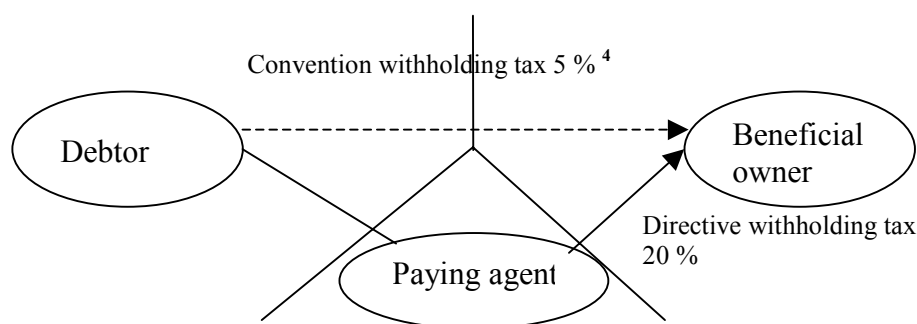 Convention withholding tax 5 % 4
Debtor
Beneficial
owner
Directive withholding tax
20 %
Paying agent